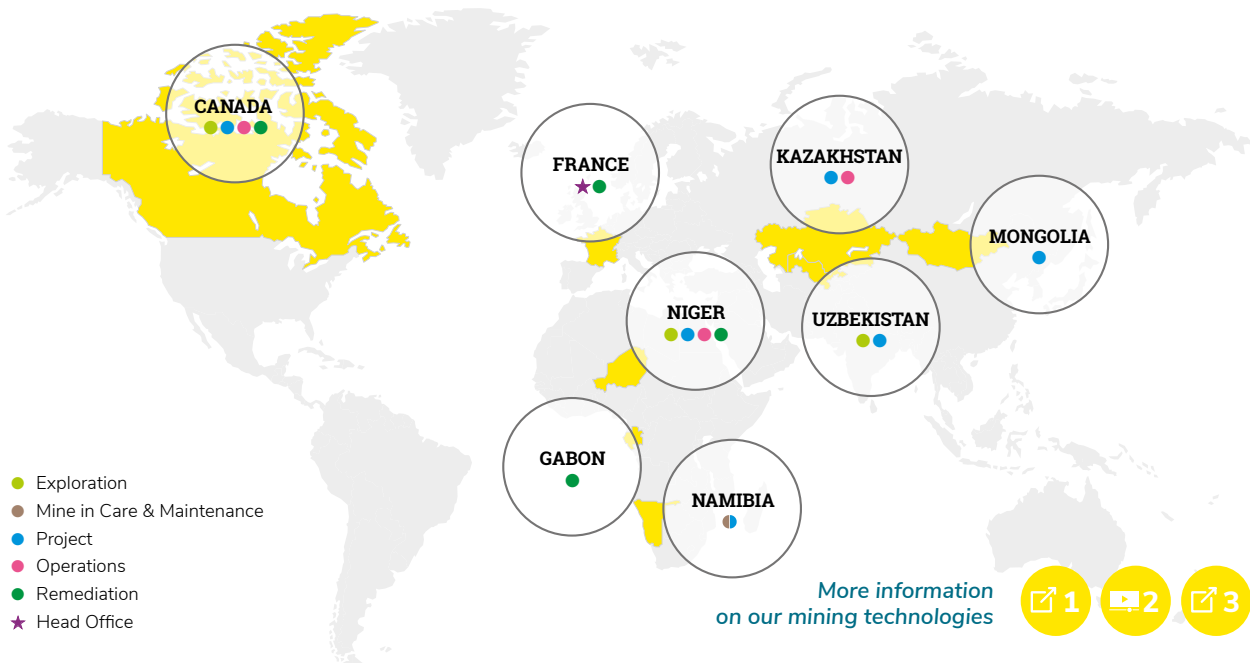 CANADA
FRANCE
KAZAKHSTAN
MONGOLIA
NIGER
UZBEKISTAN
GABON
NAMIBIA
Exploration
Mine in Care & Maintenance
Project
Operations
Remediation
Head Office
More information
on our mining technologies
1
2
3